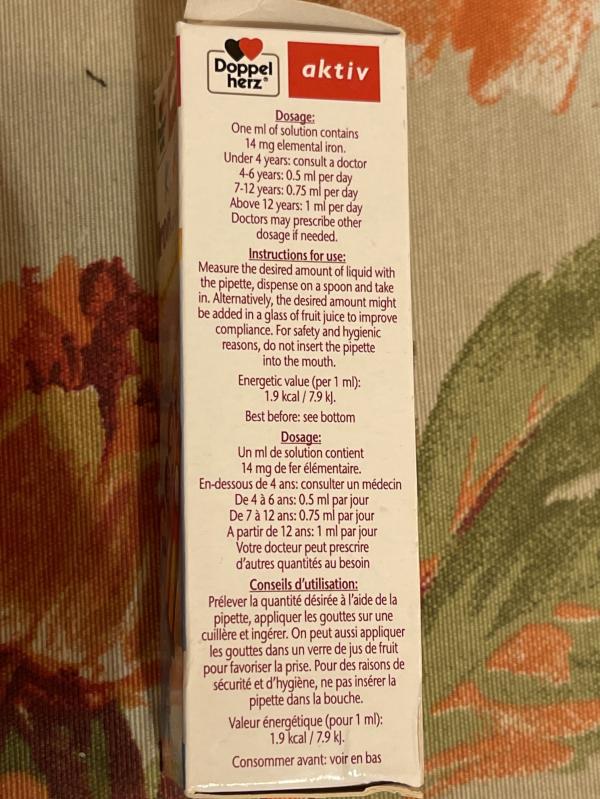 Doppel
herz®
aktiv
Dosage:
One ml of solution contains
14 mg elemental iron.
Under 4 years: consult a doctor
4-6 years: 0.5 ml per day
7-12 years: 0.75 ml per day
Above 12 years: 1 ml per day
Doctors may prescribe other
dosage if needed.
Instructions for use:
Measure the desired amount of liquid with
the pipette, dispense on a spoon and take
in. Alternatively, the desired amount might
be added in a glass of fruit juice to improve
compliance. For safety and hygienic
reasons, do not insert the pipette
into the mouth.
Energetic value (per 1 ml):
1.9 kcal / 7.9 kJ.
Best before: see bottom
Dosage:
Un ml de solution contient
14 mg de fer élémentaire.
En-dessous de 4 ans: consulter un médecin
De 4 à 6 ans: 0.5 ml par jour
De 7 à 12 ans: 0.75 ml par jour
A partir de 12 ans: 1 ml par jour
Votre docteur peut prescrire
d'autres quantités au besoin
Conseils d'utilisation:
Prélever la quantité désirée à l'aide de la
pipette, appliquer les gouttes sur une
cuillère et ingérer. On peut aussi appliquer
les gouttes dans un verre de jus de fruit
pour favoriser la prise. Pour des raisons de
sécurité et d'hygiène, ne pas insérer la
pipette dans la bouche.
Valeur énergétique (pour 1 ml):
1.9 kcal / 7.9 kJ.
Consommer avant: voir en bas